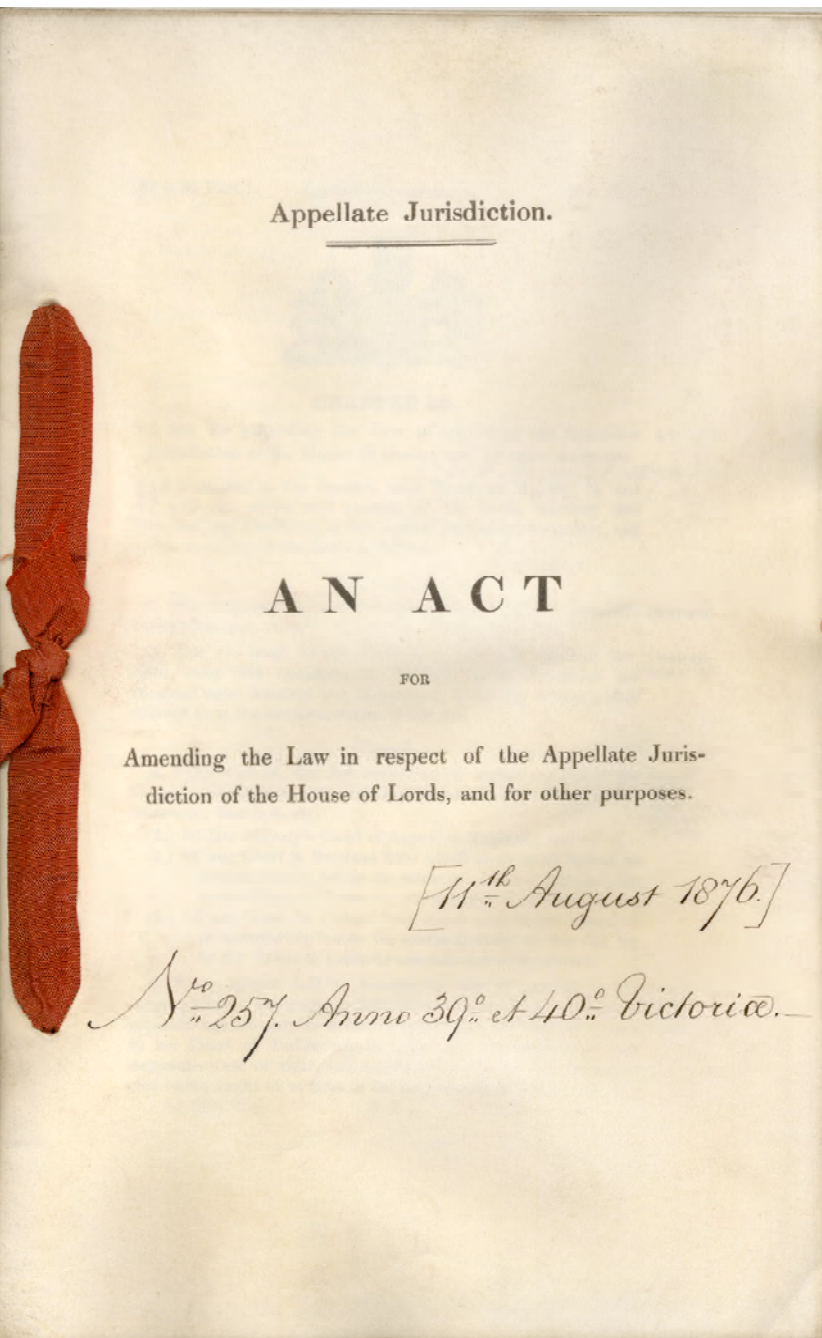 Appellate Jurisdiction.
AN ACT
FOR
Amending the Law in respect of the Appellate Juris-
diction of the House of Lords, and for other purposes.
[11th August 1876.]
Nro 257. Anno 39o et 40o Victoriæ.—